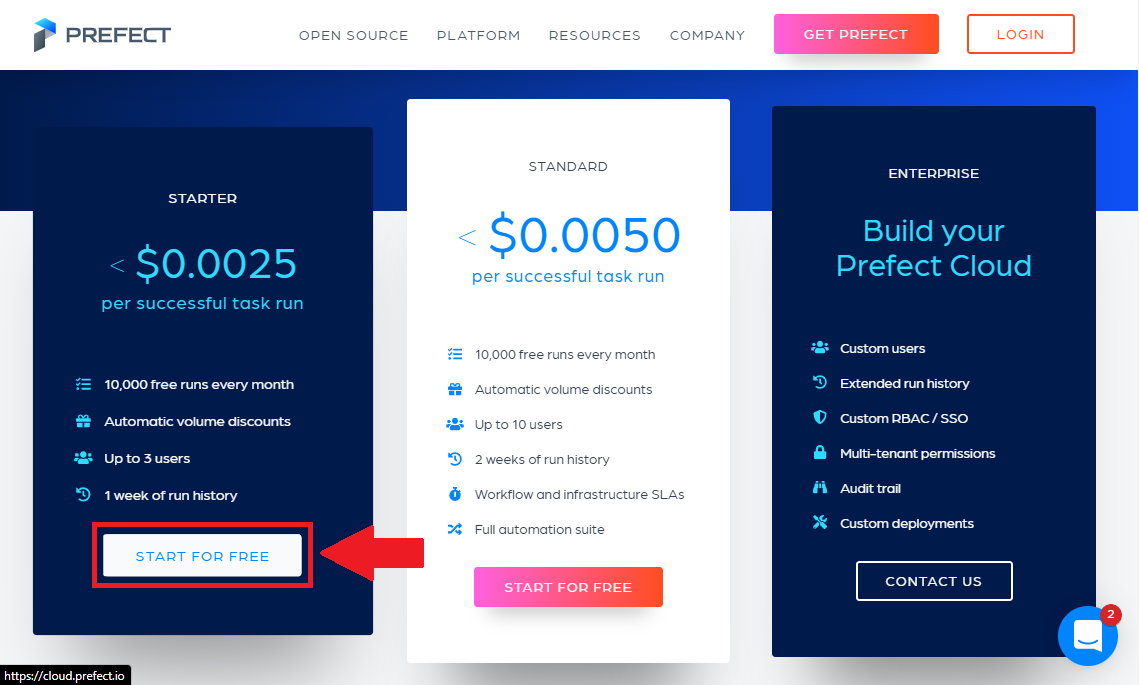 PREFECT
OPEN SOURCE
PLATFORM
RESOURCES
COMPANY
GET PREFECT
LOGIN
STARTER
< $0.0025
per successful task run
10,000 free runs every month
Automatic volume discounts
Up to 3 users
1 week of run history
START FOR FREE
STANDARD
< $0.0050
per successful task run
10,000 free runs every month
Automatic volume discounts
Up to 10 users
2 weeks of run history
Workflow and infrastructure SLAs
Full automation suite
START FOR FREE
ENTERPRISE
Build your
Prefect Cloud
Custom users
Extended run history
Custom RBAC / SSO
Multi-tenant permissions
Audit trail
Custom deployments
CONTACT US
2
https://cloud.prefect.io